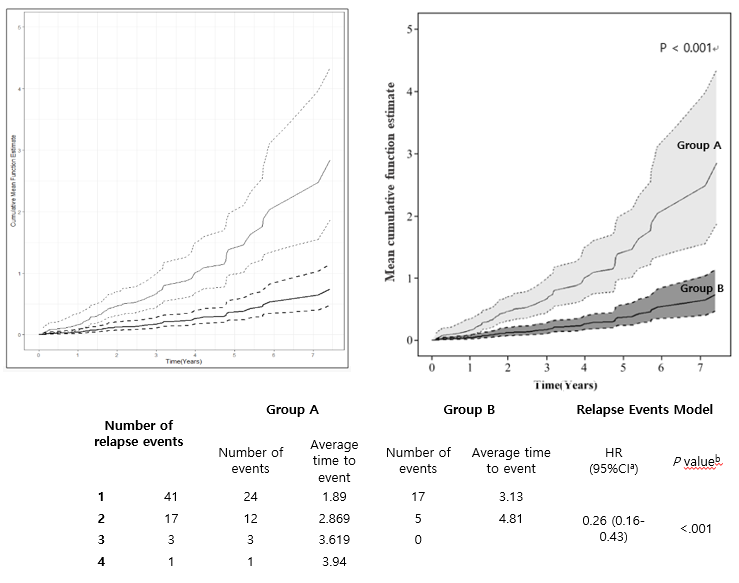 5
4
3
2
1
0
Cumulative Mean Function Estimate
0 1 2 3 4 5 6 7
Time(Years)
P < 0.001
5
4
3
2
1
0
Mean cumulative function estimate
Group A
Group B
0 1 2 3 4 5 6 7
Time(Years)
Number of relapse events Group A Group B Relapse Events Model
Number of events Average time to event Number of events Average time to event HR (95%CIa) P valueb
1 41 24 1.89 17 3.13
2 17 12 2.869 5 4.81 0.26 (0.16-0.43) <.001
3 3 3 3.619 0
4 1 1 3.94